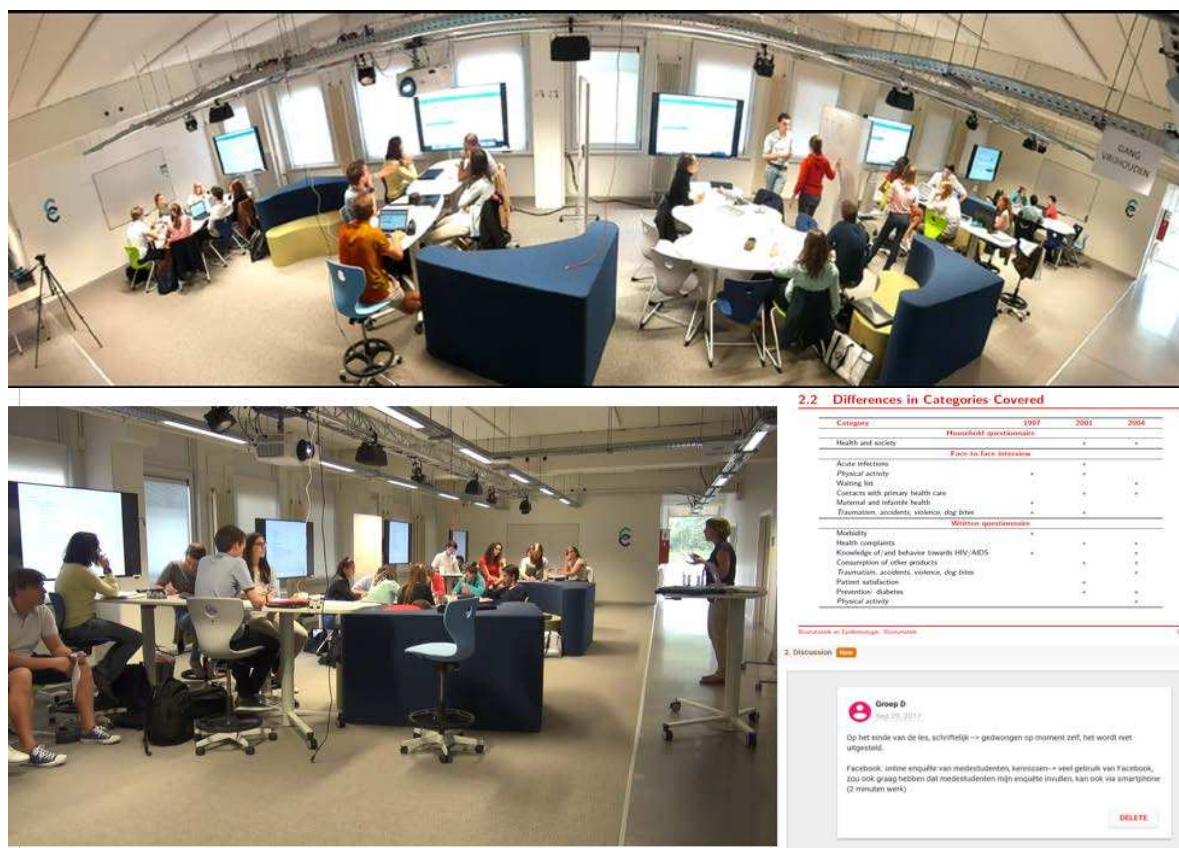 GANG
VRIJHOUDEN
2.2 Differences in Categories Covered
Category 1997 2001 2004
Household questionnaire
Health and society * *
Face to face interview
Acute infections *
Physical activity * *
Waiting list *
Contacts with primary health care * *
Maternal and infantile health *
Traumatism, accidents, violence, dog bites * *
Written questionnaire
Morbidity *
Health complaints * *
Knowledge of/and behavior towards HIV/AIDS * *
Consumption of other products * *
Traumatism, accidents, violence, dog bites *
Patient satisfaction *
Prevention: diabetes * *
Physical activity *
2. Discussion New
Groep D
Sep 29, 2017
Op het einde van de les, schriftelijk -> gedwongen op moment zelf, het wordt niet
uitgesteld.
Facebook: online enquête van medestudenten, kennissen-> veel gebruik van Facebook,
zou ook graag hebben dat medestudenten mijn enquête invullen, kan ook via smartphone
(2 minuten werk)
DELETE